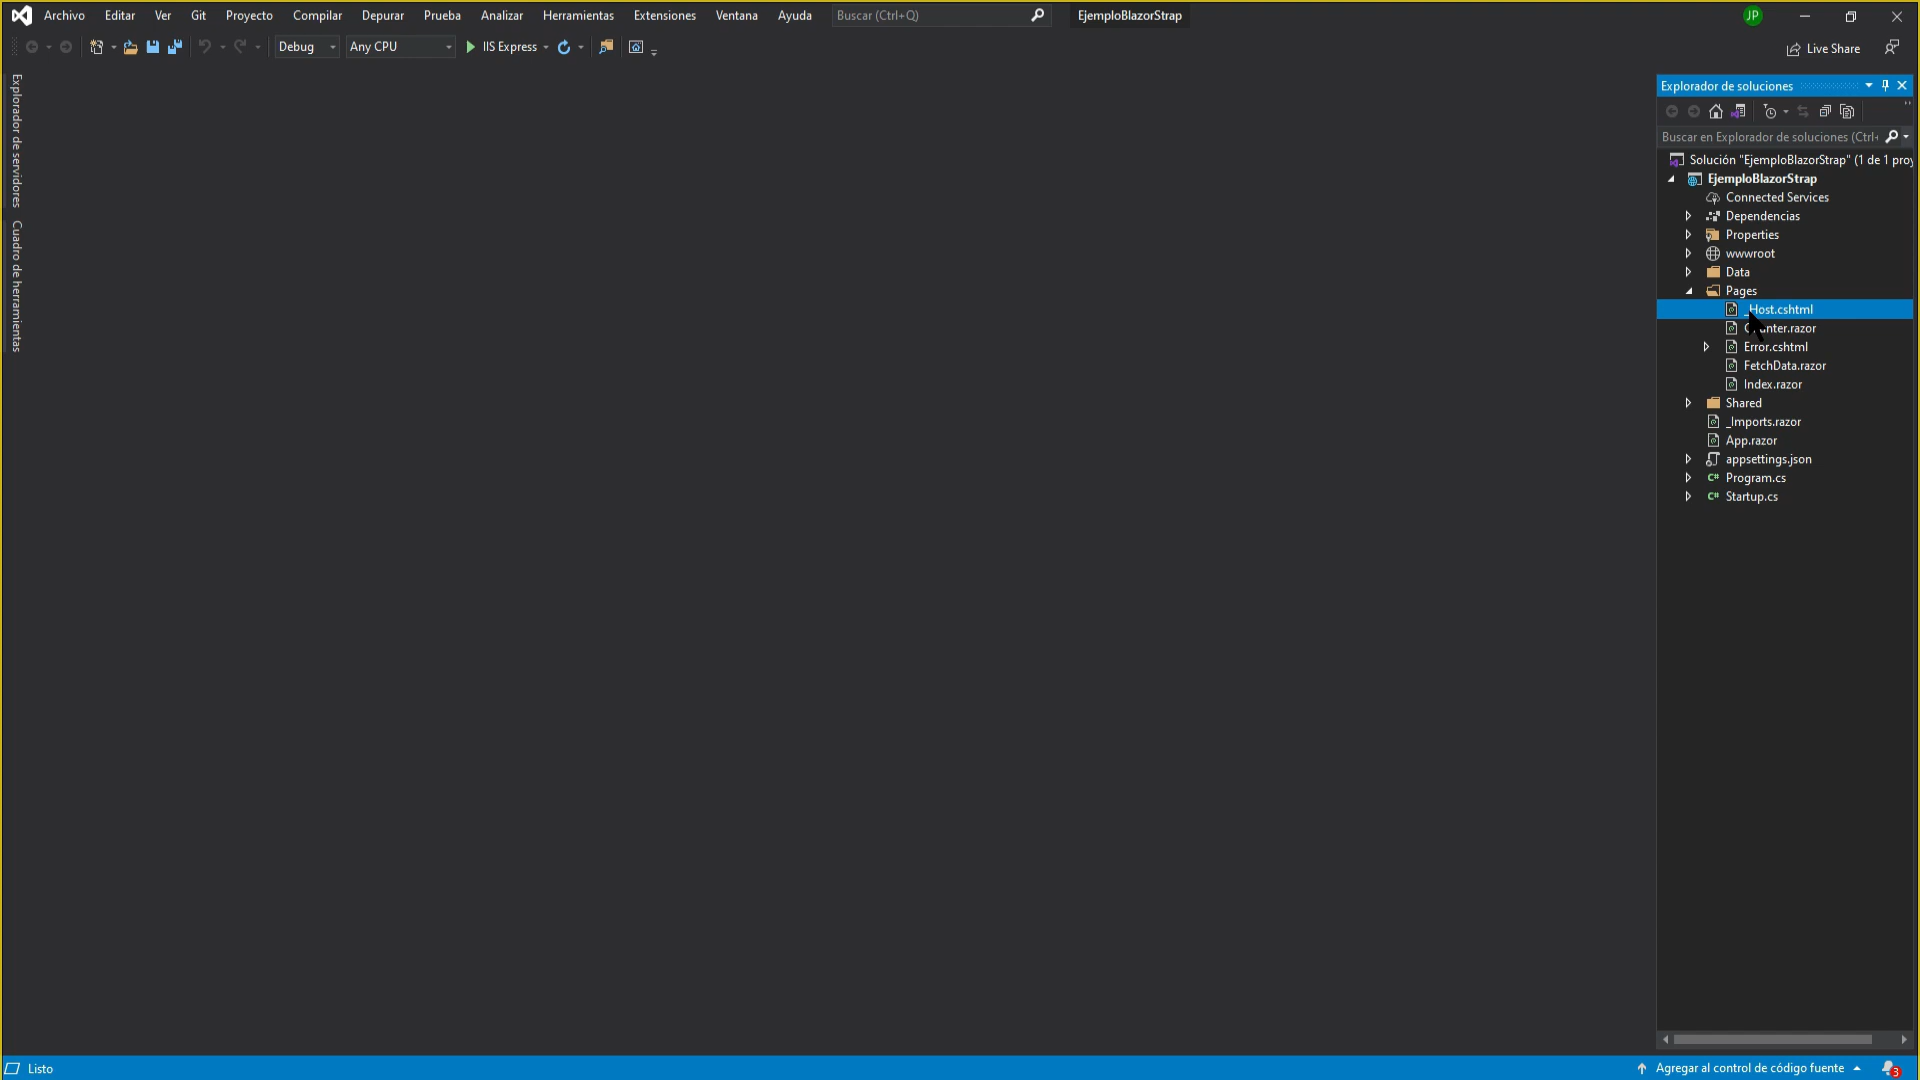 Archivo Editar Ver Git Proyecto Compilar Depurar Prueba Analizar Herramientas Extensiones Ventana Ayuda Buscar (Ctrl+Q) EjemploBlazorStrap JP
Debug Any CPU IIS Express Live Share
Explorador de servidores
Cuadro de herramientas
Explorador de soluciones
Buscar en Explorador de soluciones (Ctrl+
Solución "EjemploBlazorStrap" (1 de 1 proy
EjemploBlazorStrap
Connected Services
Dependencias
Properties
wwwroot
Data
Pages
_Host.cshtml
Counter.razor
Error.cshtml
FetchData.razor
Index.razor
Shared
_Imports.razor
App.razor
appsettings.json
C# Program.cs
C# Startup.cs
Listo Agregar al control de código fuente 3